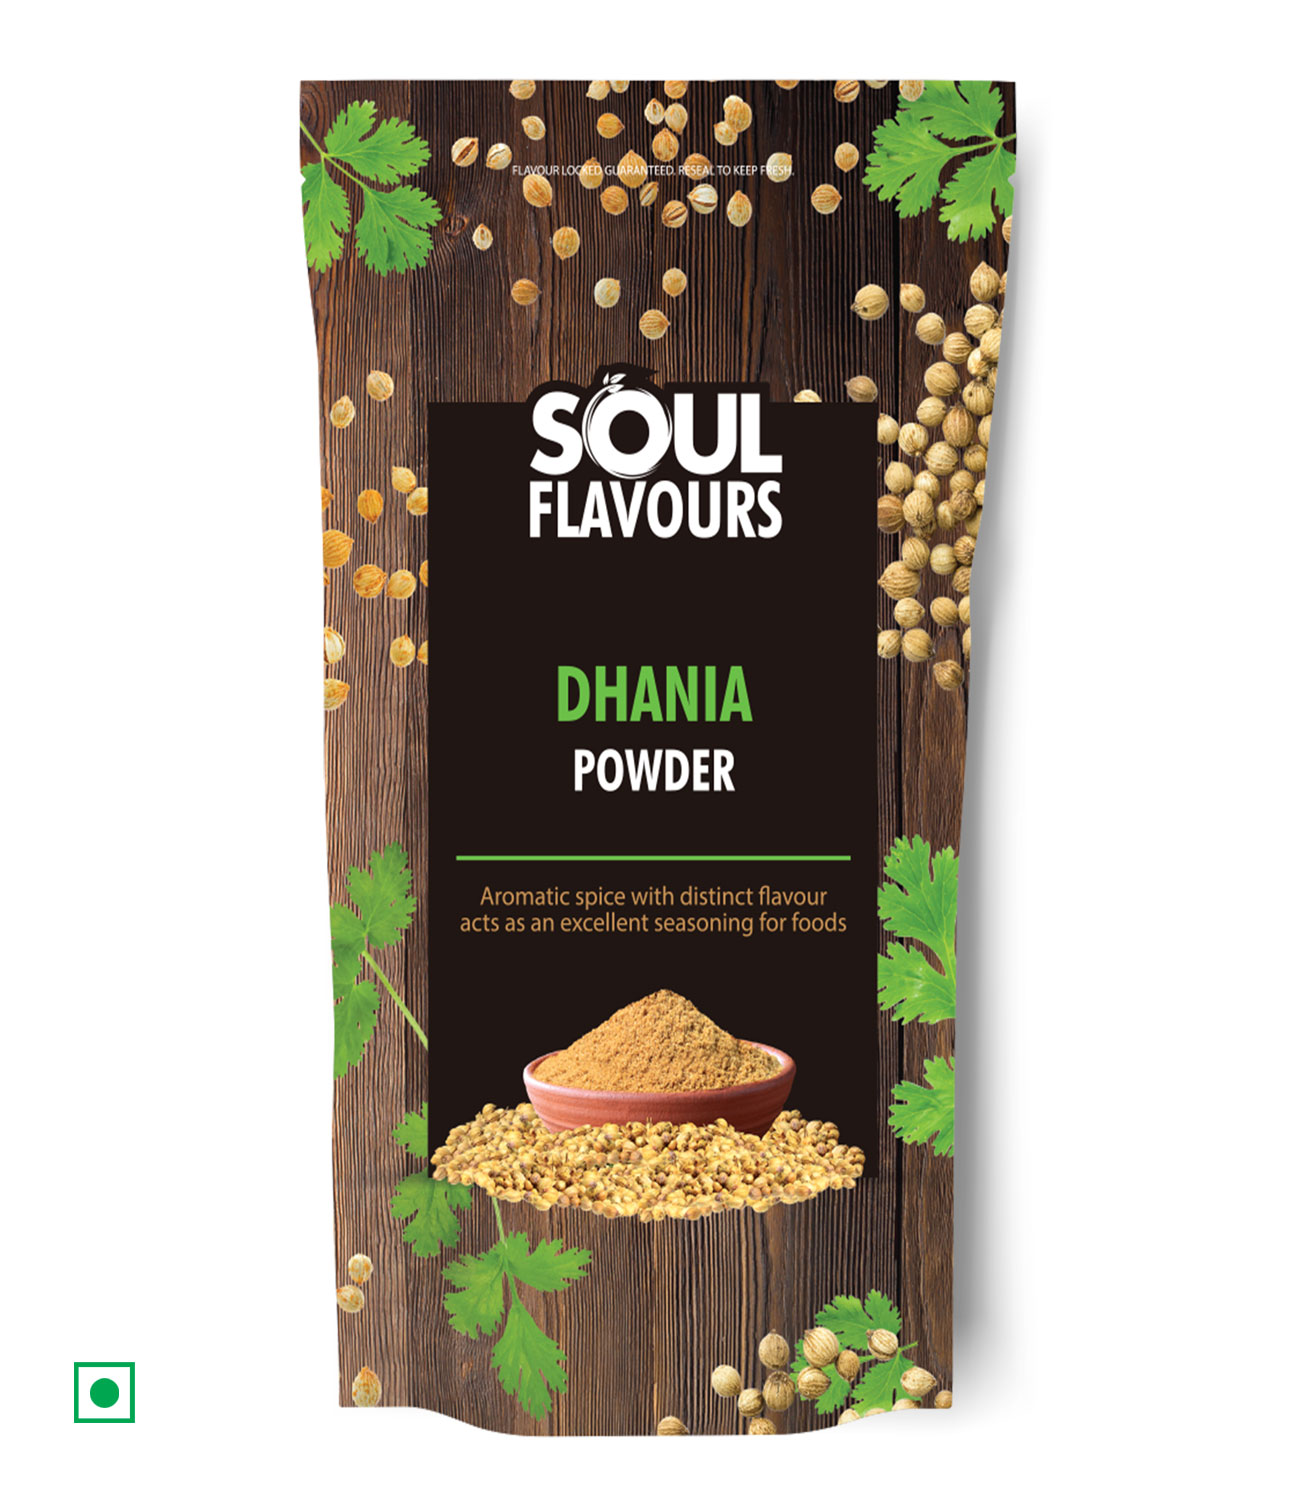 FLAVOUR LOCKED GUARANTEED. RESEAL TO KEEP FRESH.
SOUL
FLAVOURS
DHANIA
POWDER
Aromatic spice with distinct flavour
acts as an excellent seasoning for foods